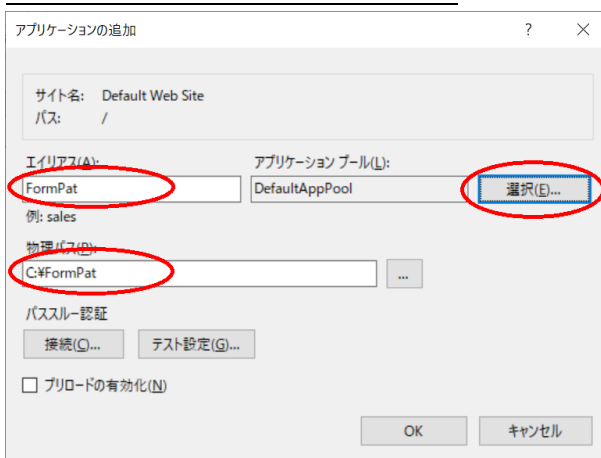 アプリケーションの追加 ? ×
サイト名: Default Web Site
パス: /
エイリアス(A): アプリケーション プール(L):
FormPat DefaultAppPool 選択(E)...
例: sales
物理パス(P):
C:¥FormPat ...
パススルー認証
接続(C)... テスト設定(G)...
プリロードの有効化(N)
OK キャンセル